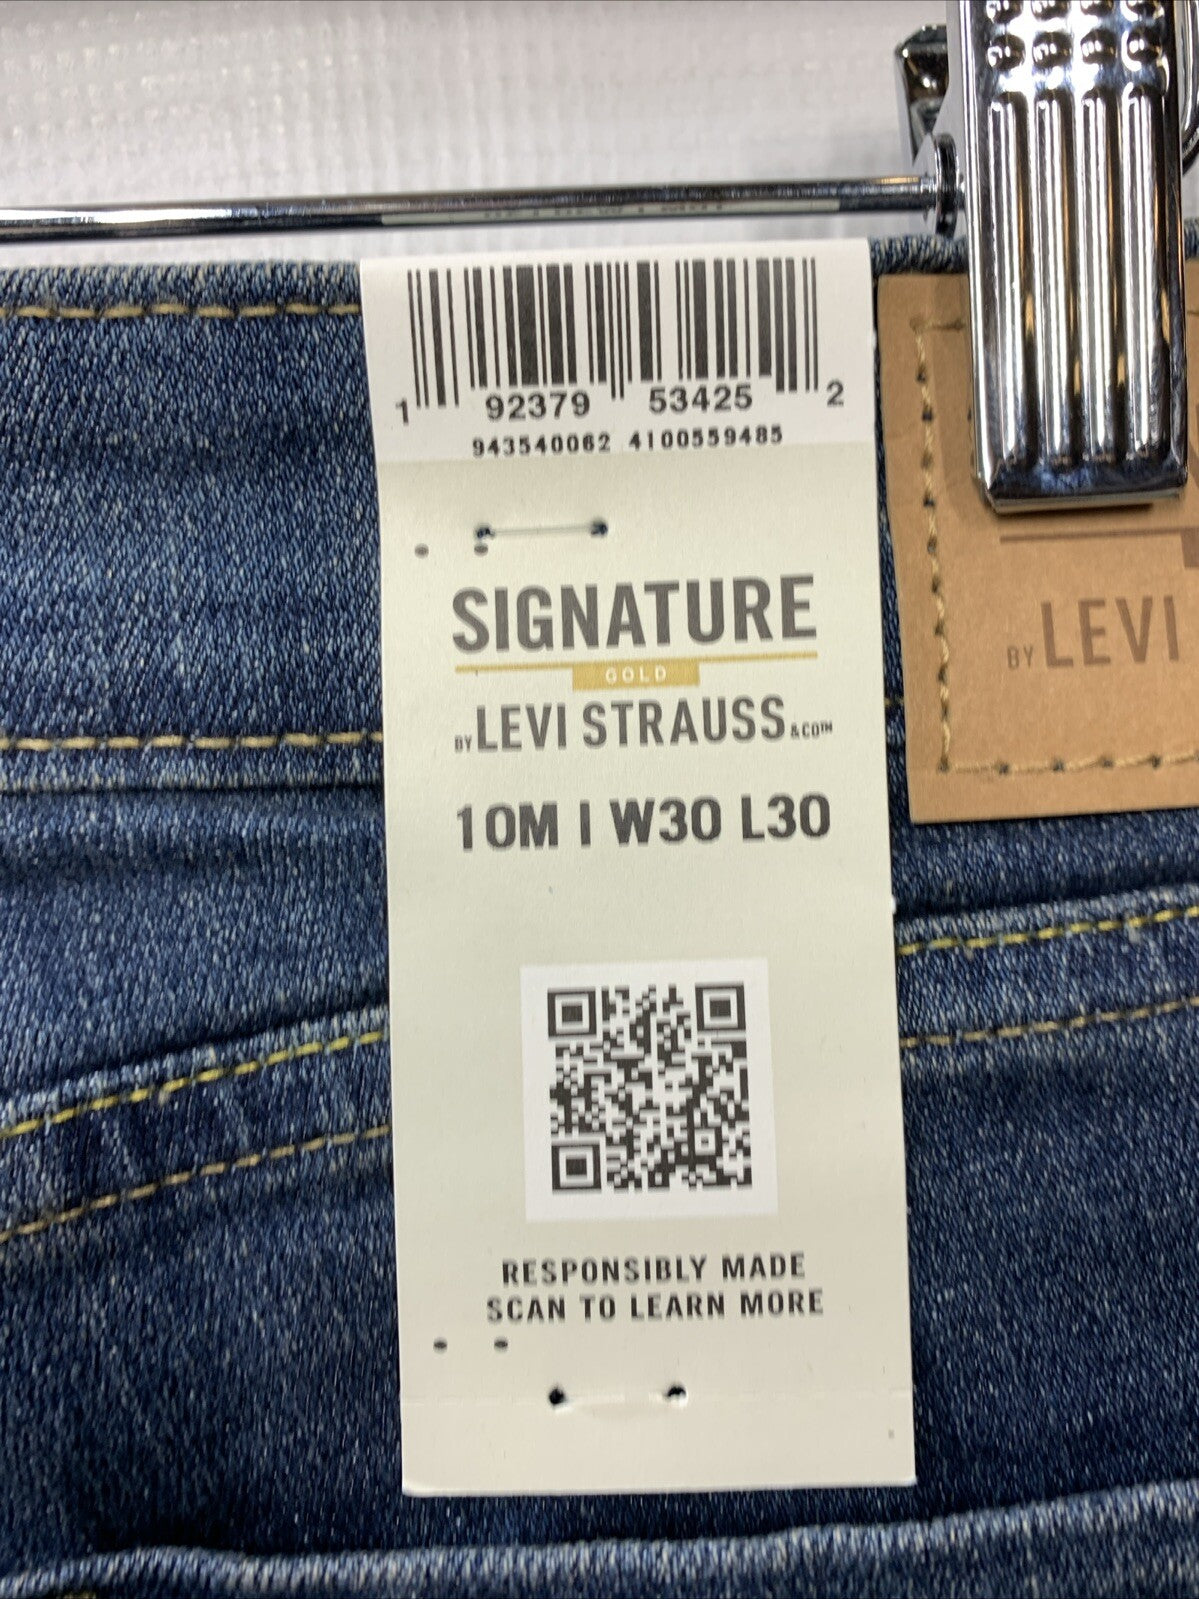 1 92379 53425 2
943540062 4100559485
SIGNATURE
GOLD
BY LEVI STRAUSS & CO™
10M | W30 L30
RESPONSIBLY MADE
SCAN TO LEARN MORE
BY LEVI